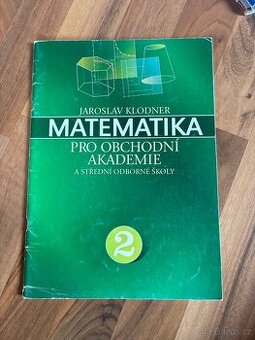 JAROSLAV KLODNER
MATEMATIKA
PRO OBCHODNÍ
AKADEMIE
A STŘEDNÍ ODBORNÉ ŠKOLY
2